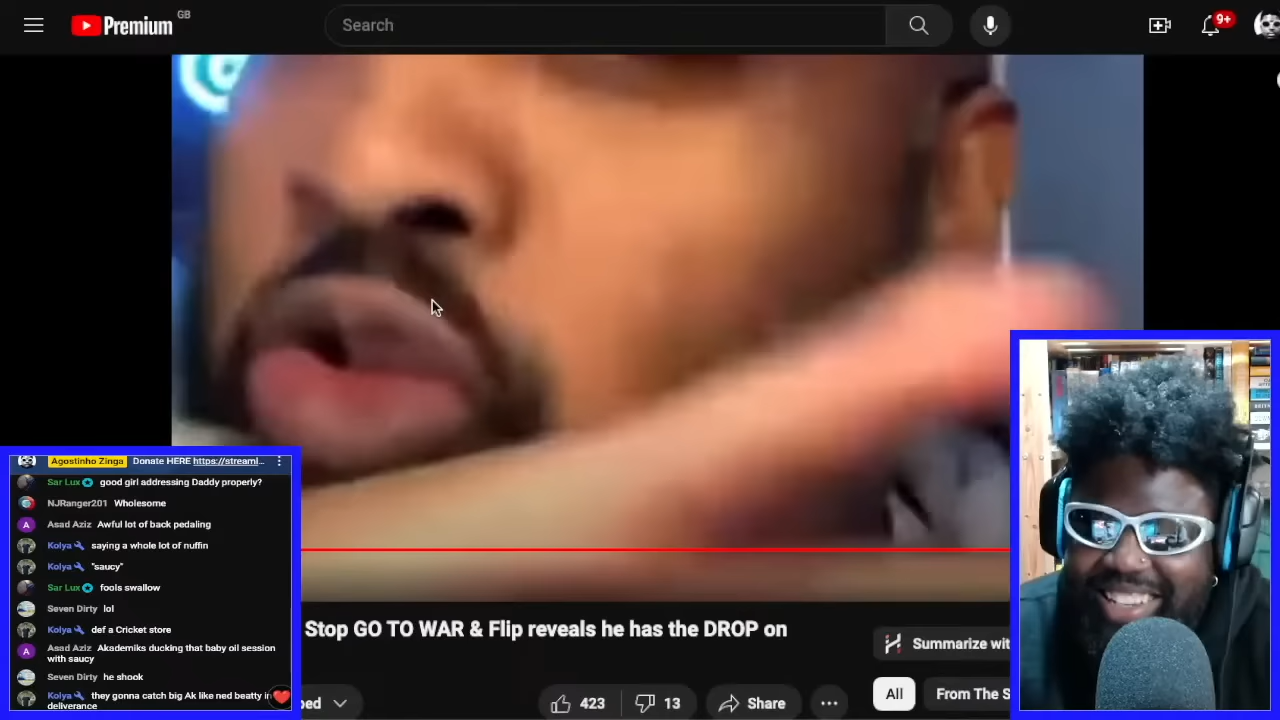 Premium GB
Search
9+
Agostinho Zinga Donate HERE https://streaml...
Sar Lux good girl addressing Daddy properly?
NJRanger201 Wholesome
Asad Aziz Awful lot of back pedaling
Kolya saying a whole lot of nuffin
Kolya "saucy"
Sar Lux fools swallow
Seven Dirty lol
Kolya def a Cricket store
Asad Aziz Akademiks ducking that baby oil session
with saucy
Seven Dirty he shook
Kolya they gonna catch big Ak like ned beatty in
deliverance
Stop GO TO WAR & Flip reveals he has the DROP on
Summarize wit
bed
423
13
Share
All
From The S